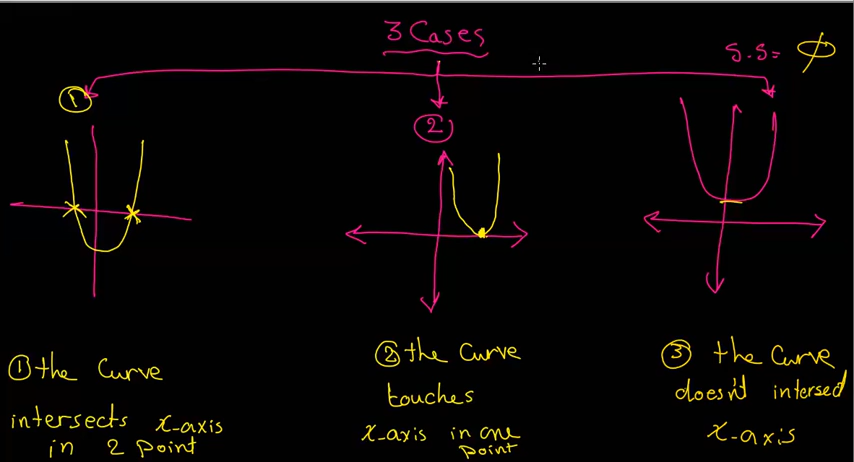 3 Cases
S.S= ϕ
①
②
① the Curve
intersects x-axis
in 2 point
② the Curve
touches
x-axis in one
point
③ the Curve
doesn't intersect
x-axis